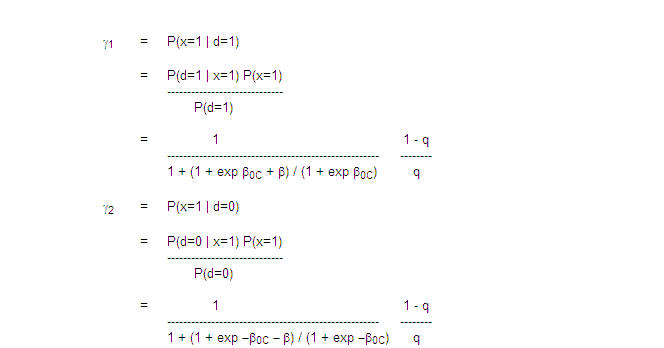 γ1 = P(x=1 | d=1)
= P(d=1 | x=1) P(x=1)
-----------------------------
P(d=1)
= 1 1 - q
----------------------------------------------------- --------
1 + (1 + exp β0C + β) / (1 + exp β0C) q
γ2 = P(x=1 | d=0)
= P(d=0 | x=1) P(x=1)
-----------------------------
P(d=0)
= 1 1 - q
----------------------------------------------------- --------
1 + (1 + exp −β0C − β) / (1 + exp −β0C) q